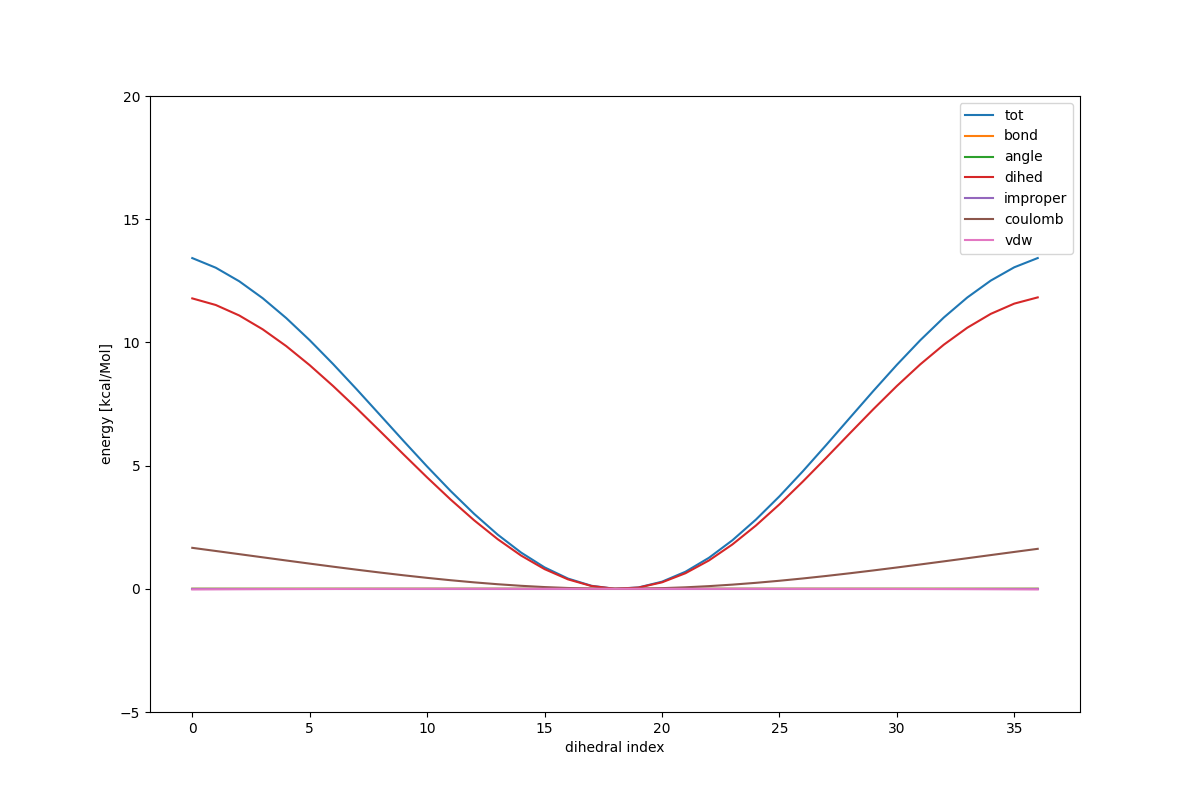 20
15
10
5
0
−5
energy [kcal/Mol]
tot
bond
angle
dihed
improper
coulomb
vdw
0 5 10 15 20 25 30 35
dihedral index